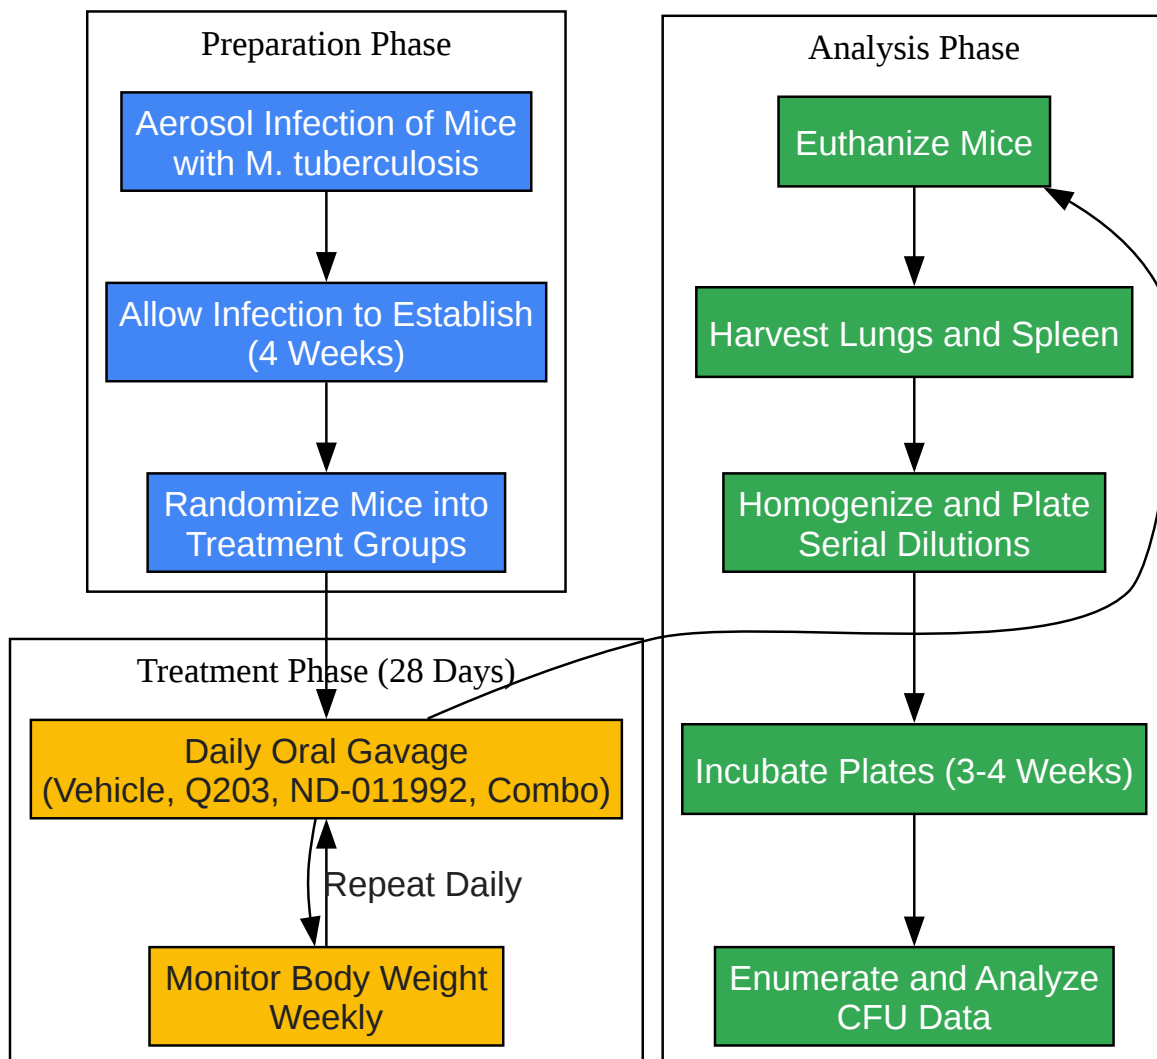 Preparation Phase
Aerosol Infection of Mice
with M. tuberculosis
Allow Infection to Establish
(4 Weeks)
Randomize Mice into
Treatment Groups
Treatment Phase (28 Days)
Daily Oral Gavage
(Vehicle, Q203, ND-011992, Combo)
Repeat Daily
Monitor Body Weight
Weekly
Analysis Phase
Euthanize Mice
Harvest Lungs and Spleen
Homogenize and Plate
Serial Dilutions
Incubate Plates (3-4 Weeks)
Enumerate and Analyze
CFU Data